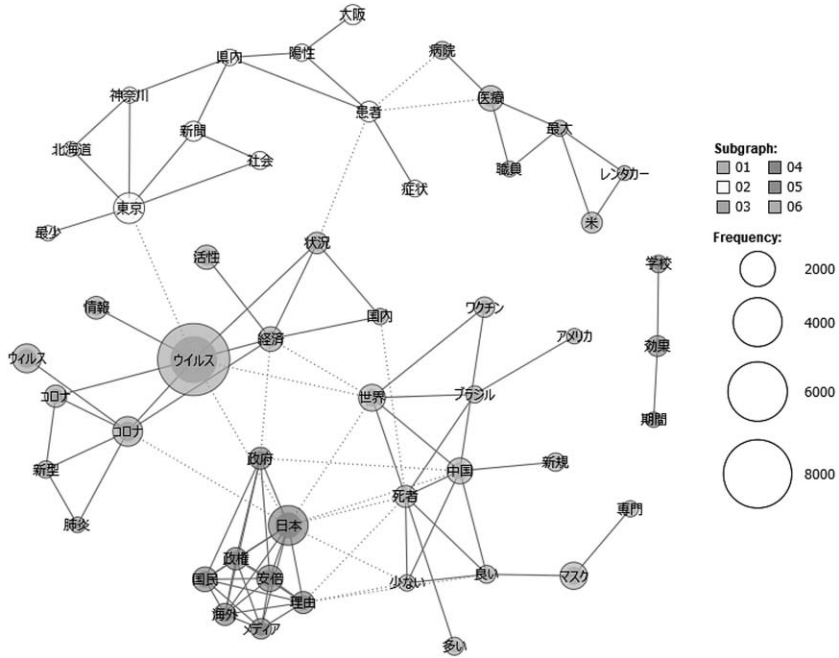 大阪
県内
陽性
病院
神奈川
医療
患者
新聞
最大
北海道
社会
職員
レンタカー
症状
東京
米
最少
活性
状況
学校
情報
ワクチン
国内
経済
アメリカ
ウイルス
効果
ウィルス
コロナ
世界
ブラジル
期間
コロナ
政府
新規
新型
中国
死者
専門
肺炎
日本
政権
国民
安倍
少ない
良い
マスク
海外
理由
メディア
多い
Subgraph:
01
04
02
05
03
06
Frequency:
2000
4000
6000
8000